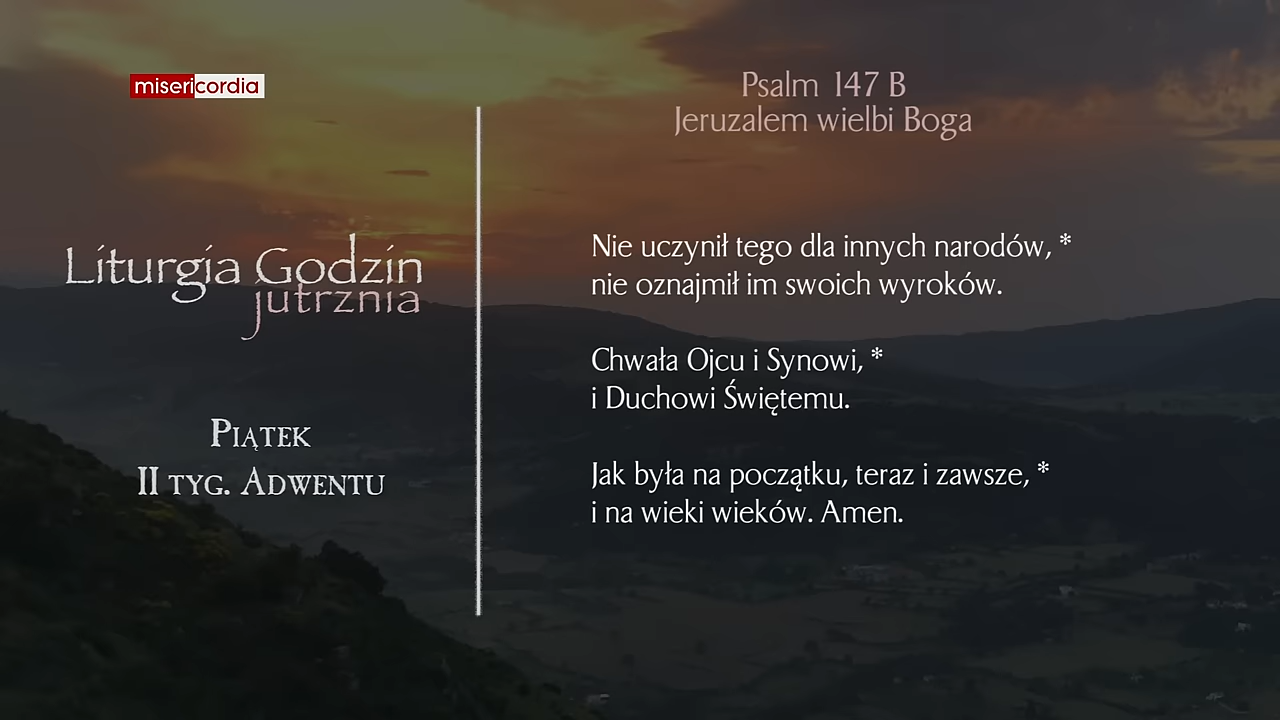 misericordia
Liturgia Godzin
jutrznia
Piątek
II tyg. Adwentu
Psalm 147 B
Jeruzalem wielbi Boga
Nie uczynił tego dla innych narodów, *
nie oznajmił im swoich wyroków.
Chwała Ojcu i Synowi, *
i Duchowi Świętemu.
Jak była na początku, teraz i zawsze, *
i na wieki wieków. Amen.